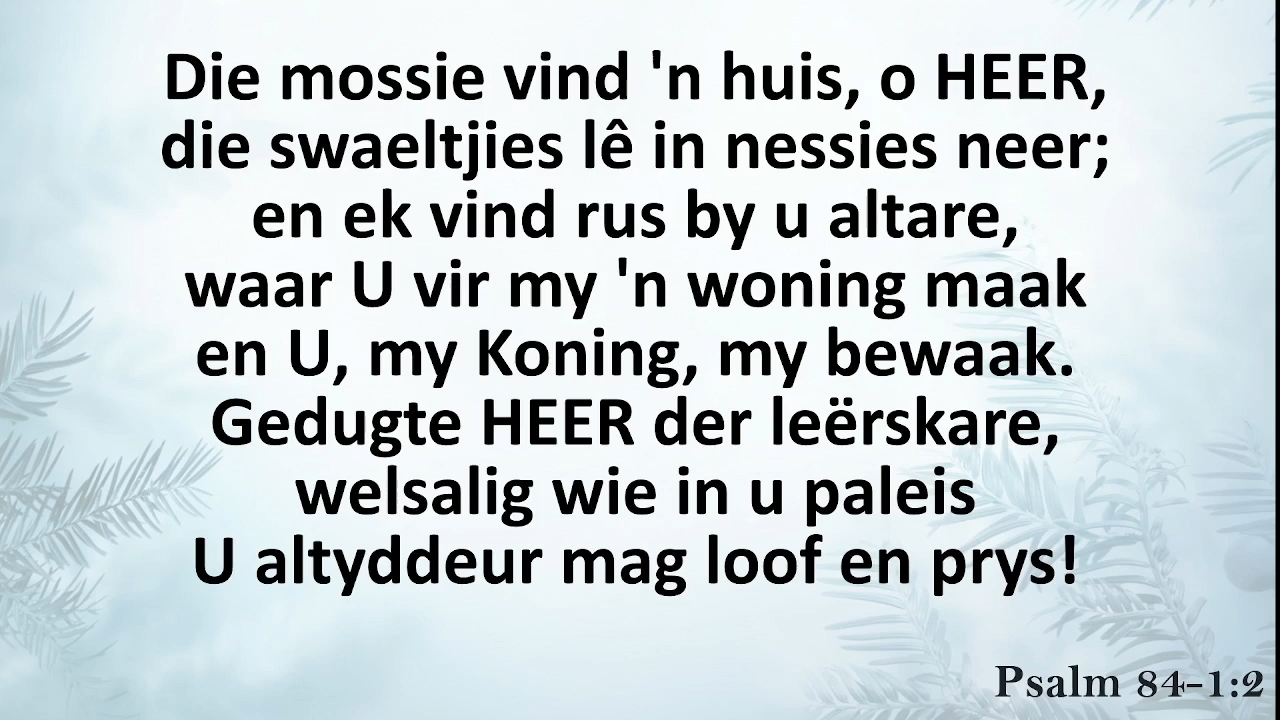 Die mossie vind 'n huis, o HEER,
die swaeltjies lê in nessies neer;
en ek vind rus by u altare,
waar U vir my 'n woning maak
en U, my Koning, my bewaak.
Gedugte HEER der leërskare,
welsalig wie in u paleis
U altyddeur mag loof en prys!
Psalm 84-1:2